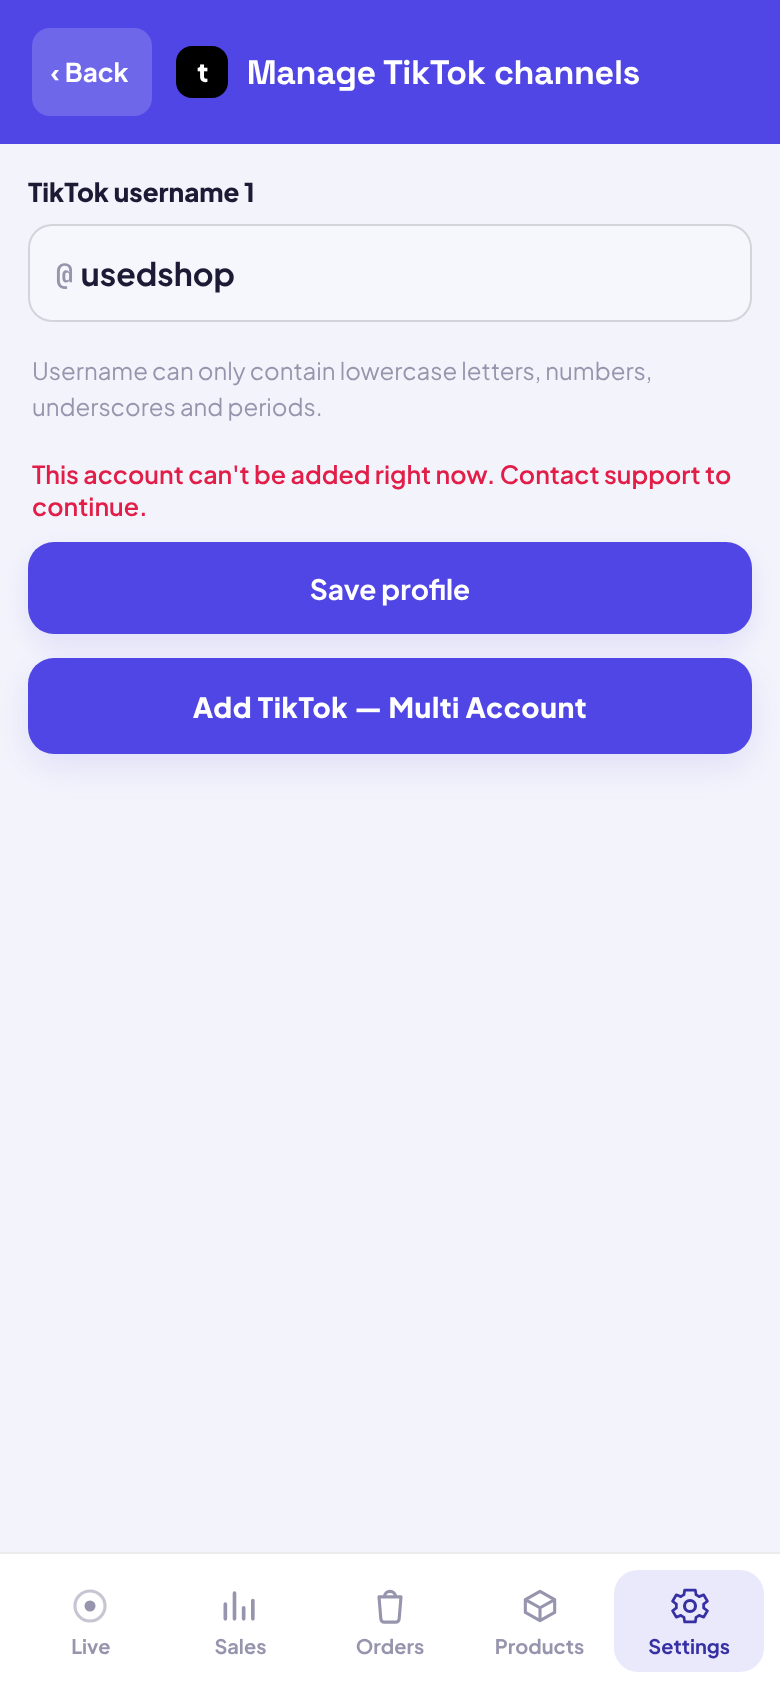 ‹ Back
t
Manage TikTok channels
TikTok username 1
@ usedshop
Username can only contain lowercase letters, numbers,
underscores and periods.
This account can't be added right now. Contact support to
continue.
Save profile
Add TikTok — Multi Account
Live
Sales
Orders
Products
Settings